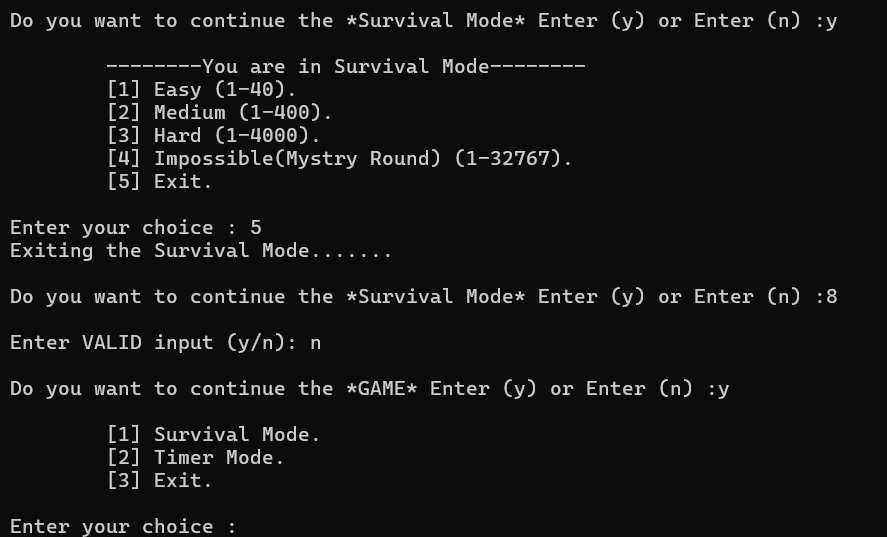 Do you want to continue the *Survival Mode* Enter (y) or Enter (n) :y
--------You are in Survival Mode--------
[1] Easy (1-40).
[2] Medium (1-400).
[3] Hard (1-4000).
[4] Impossible(Mystry Round) (1-32767).
[5] Exit.
Enter your choice : 5
Exiting the Survival Mode.......
Do you want to continue the *Survival Mode* Enter (y) or Enter (n) :8
Enter VALID input (y/n): n
Do you want to continue the *GAME* Enter (y) or Enter (n) :y
[1] Survival Mode.
[2] Timer Mode.
[3] Exit.
Enter your choice :